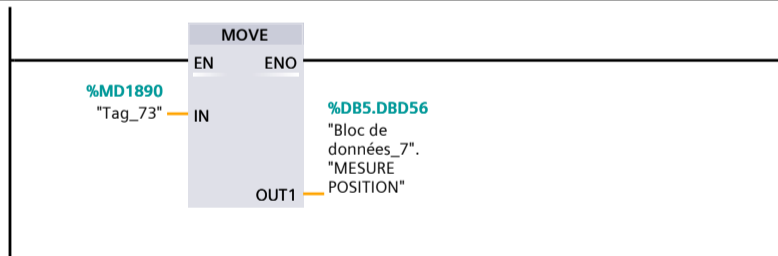 MOVE
EN ENO
%MD1890
"Tag_73" IN
%DB5.DBD56
"Bloc de
données_7".
"MESURE
POSITION"
OUT1